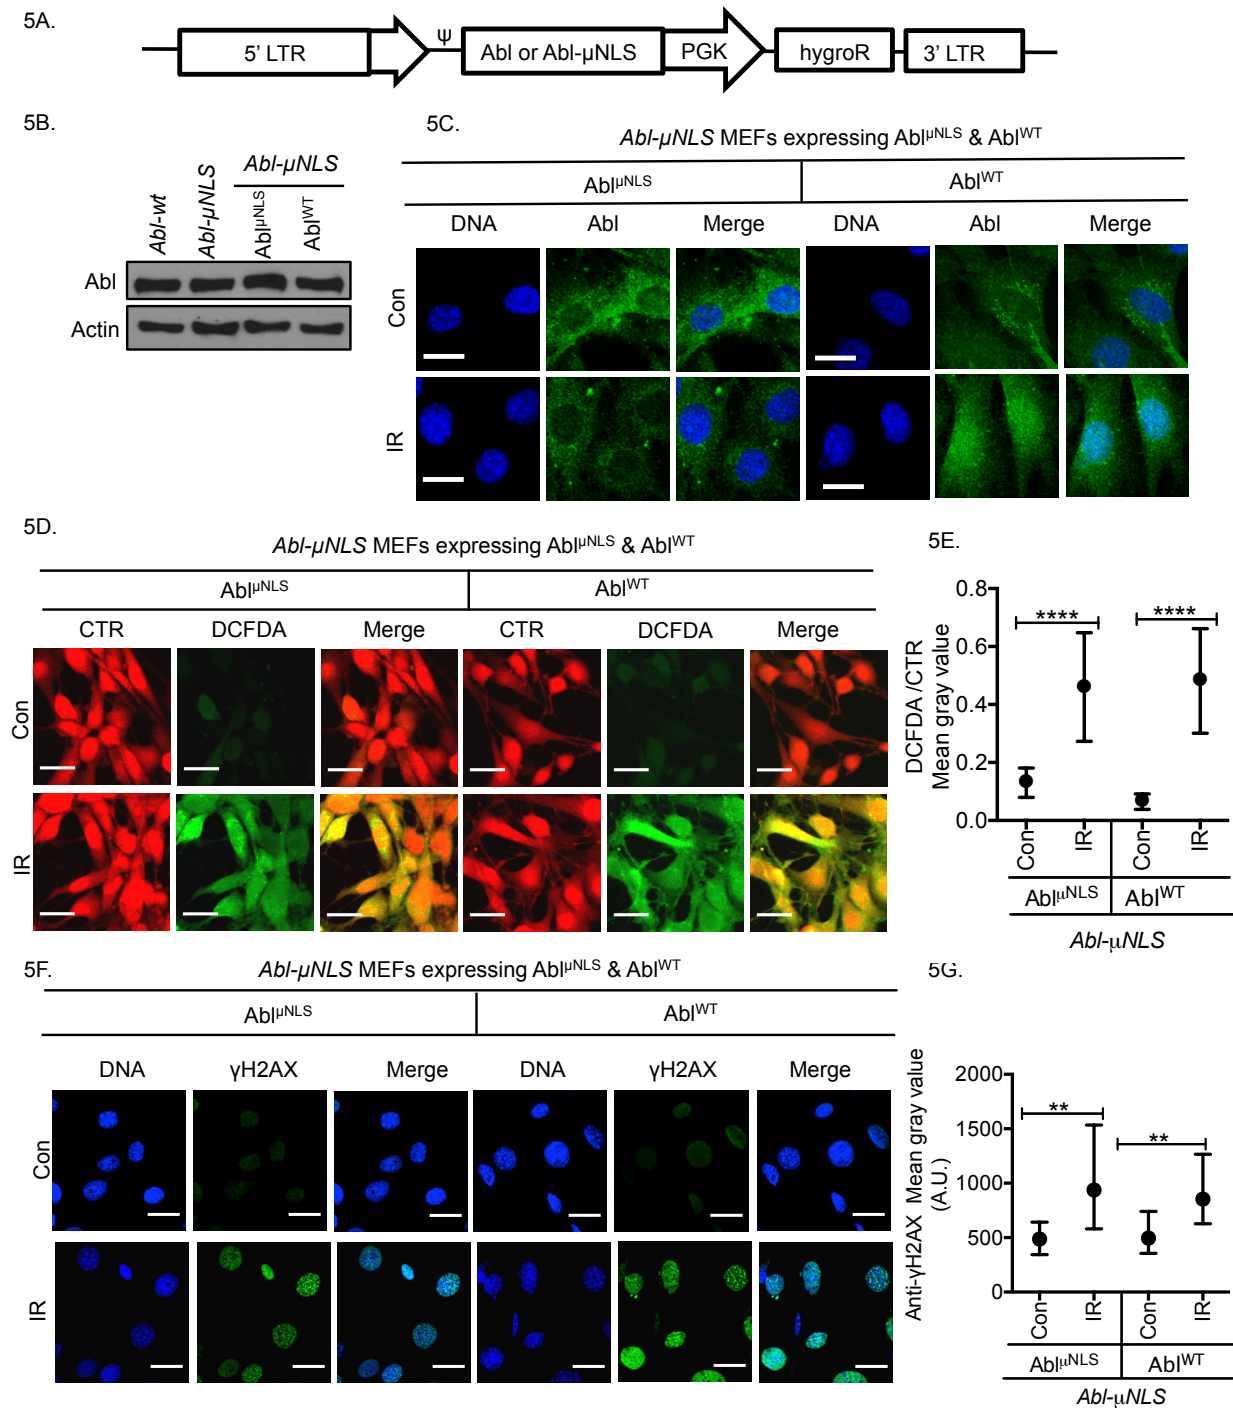 5A.
5' LTR
Ψ
Abl or Abl-µNLS
PGK
hygroR
3' LTR
5B.
Abl-wt
Abl-µNLS
Abl-µNLS
AblµNLS
AblWT
Abl
Actin
5C.
Abl-µNLS MEFs expressing AblµNLS & AblWT
AblµNLS
AblWT
DNA Abl Merge DNA Abl Merge
Con
IR
5D.
Abl-µNLS MEFs expressing AblµNLS & AblWT
AblµNLS
AblWT
CTR DCFDA Merge CTR DCFDA Merge
Con
IR
5E.
DCFDA /CTR
Mean gray value
0.8
0.6
0.4
0.2
0.0
**** ****
Con IR Con IR
AblµNLS AblWT
Abl-µNLS
5F.
Abl-µNLS MEFs expressing AblµNLS & AblWT
AblµNLS
AblWT
DNA γH2AX Merge DNA γH2AX Merge
Con
IR
5G.
Anti-γH2AX Mean gray value
(A.U.)
2000
1500
1000
500
0
** **
Con IR Con IR
AblµNLS AblWT
Abl-µNLS